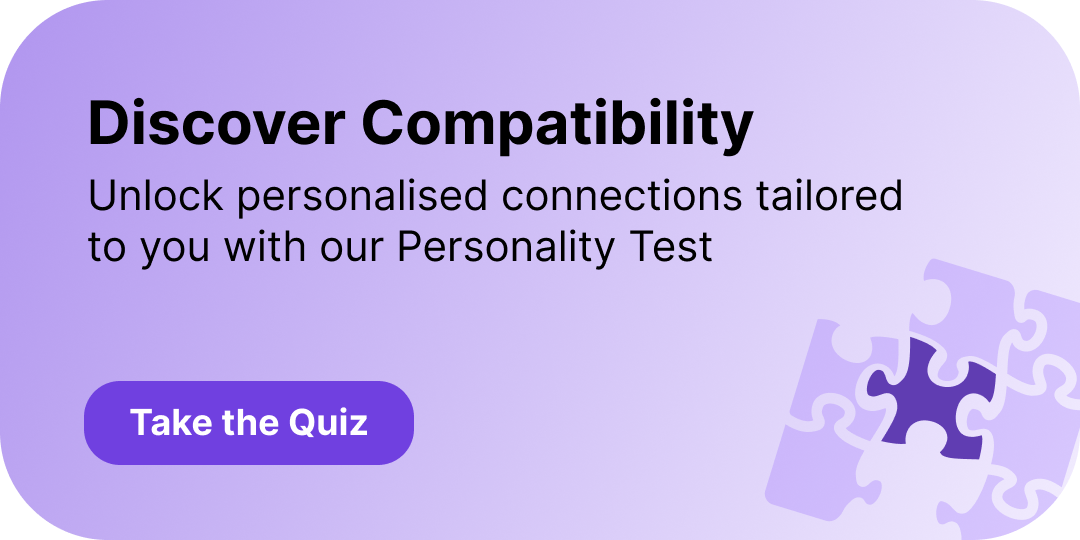 Discover Compatibility
Unlock personalised connections tailored
to you with our Personality Test
Take the Quiz